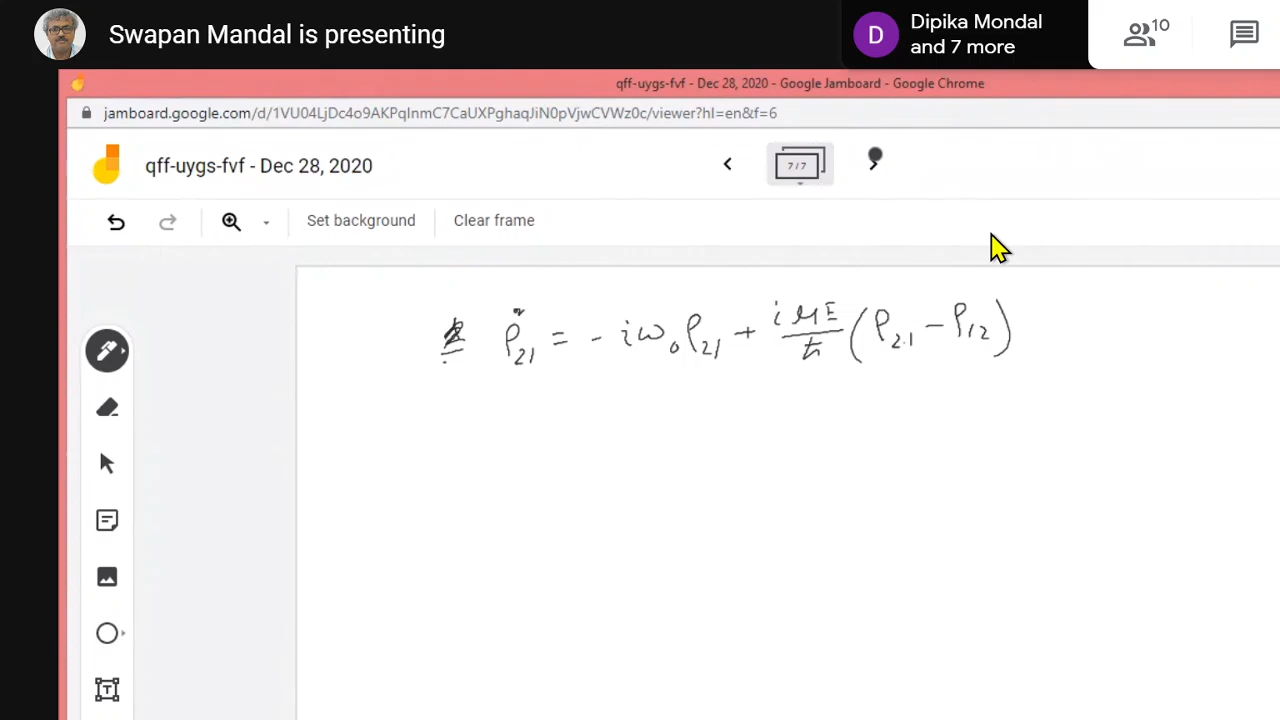 Swapan Mandal is presenting
D
Dipika Mondal
and 7 more
10
qff-uygs-fvf - Dec 28, 2020 - Google Jamboard - Google Chrome
jamboard.google.com/d/1VU04LjDc4o9AKPqInmC7CaUXPghaqJiN0pVjwCVWz0c/viewer?hl=en&f=6
qff-uygs-fvf - Dec 28, 2020
7/7
Set background
Clear frame
ρ̇₂₁ = - iω₀ρ₂₁ + iμE/ħ (ρ₂₁ - ρ₁₂)
T